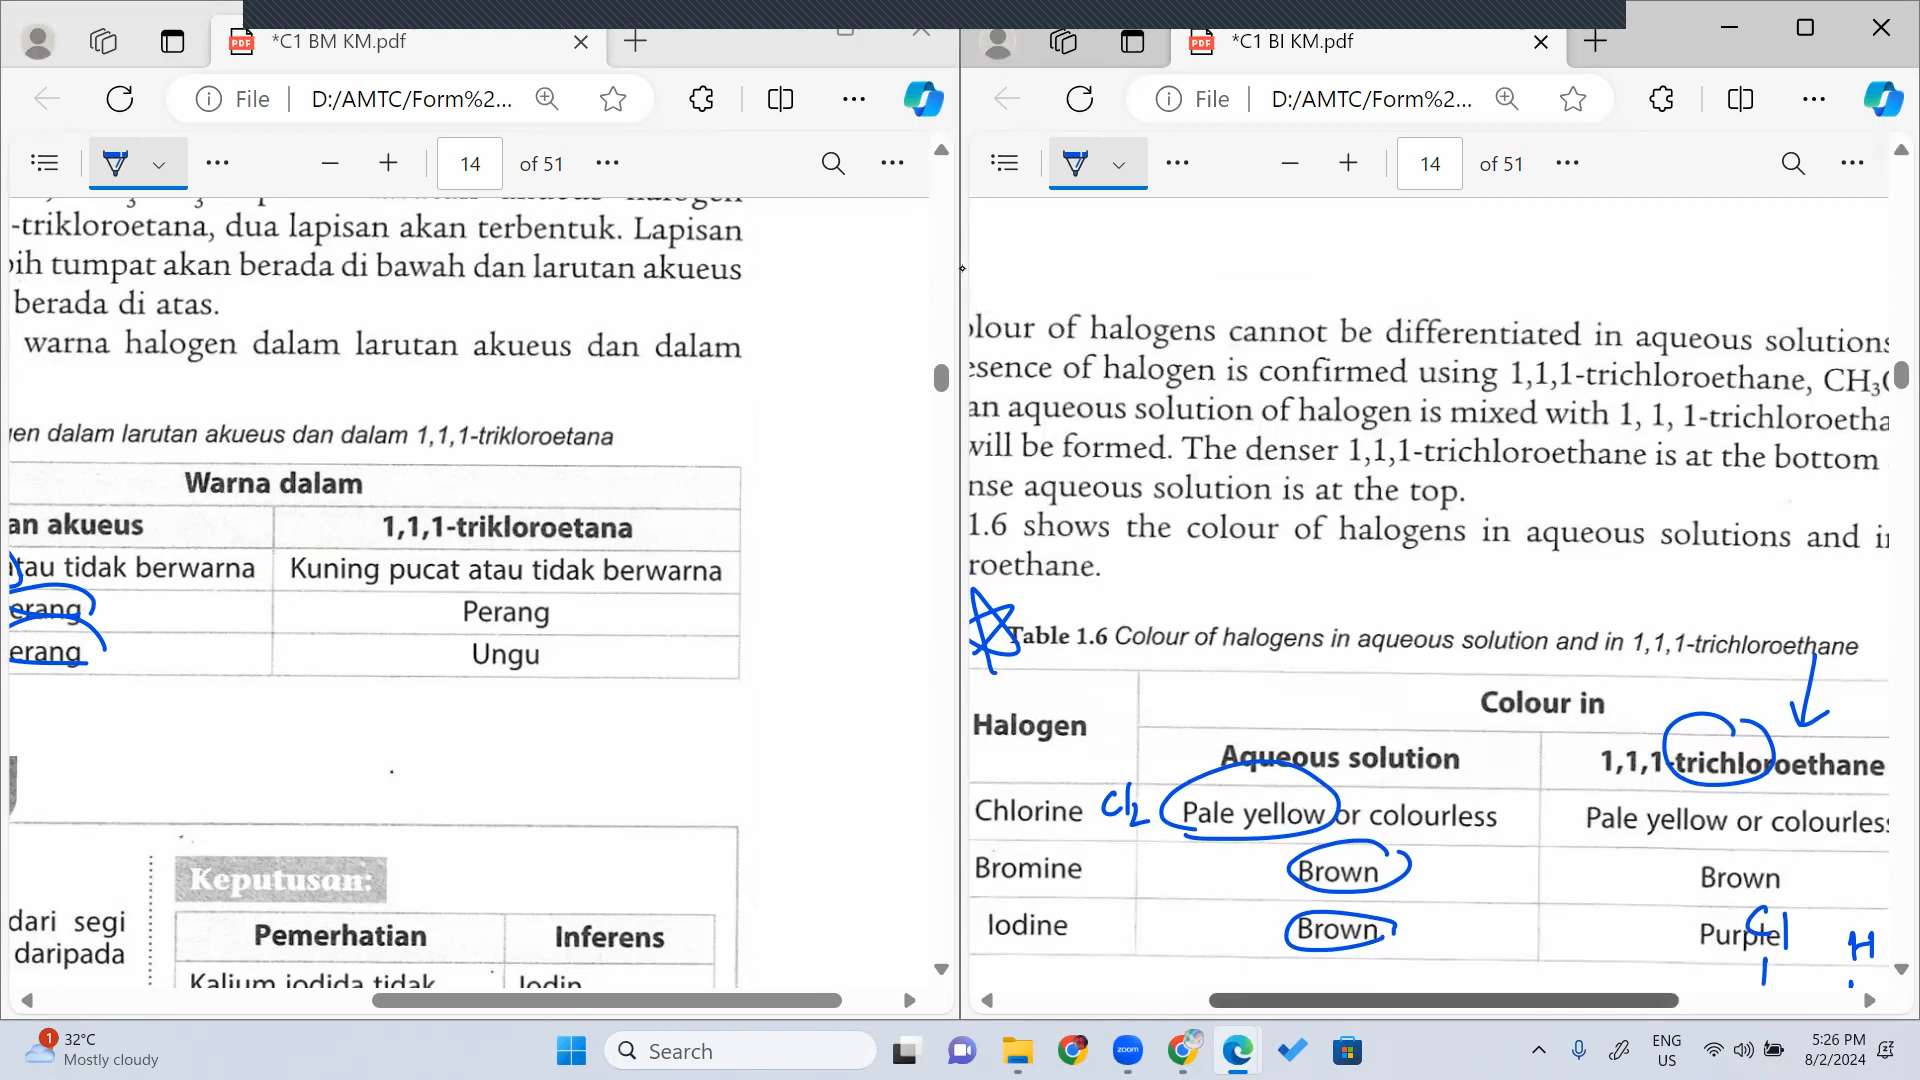 *C1 BM KM.pdf
File
D:/AMTC/Form%2...
14
of 51
halogen
-trikloroetana, dua lapisan akan terbentuk. Lapisan
ih tumpat akan berada di bawah dan larutan akueus
berada di atas.
warna halogen dalam larutan akueus dan dalam
en dalam larutan akueus dan dalam 1,1,1-trikloroetana
Warna dalam
an akueus
1,1,1-trikloroetana
tau tidak berwarna
Kuning pucat atau tidak berwarna
erang
Perang
erang
Ungu
Keputusan:
dari segi
daripada
Pemerhatian
Inferens
Kalium iodida tidak
Iodin
*C1 BI KM.pdf
File
D:/AMTC/Form%2...
14
of 51
olour of halogens cannot be differentiated in aqueous solutions
esence of halogen is confirmed using 1,1,1-trichloroethane, CH₃C
an aqueous solution of halogen is mixed with 1, 1, 1-trichloroetha
will be formed. The denser 1,1,1-trichloroethane is at the bottom
nse aqueous solution is at the top.
1.6 shows the colour of halogens in aqueous solutions and in
roethane.
Table 1.6 Colour of halogens in aqueous solution and in 1,1,1-trichloroethane
Halogen
Colour in
Aqueous solution
1,1,1-trichloroethane
Chlorine
Cl₂
Pale yellow or colourless
Pale yellow or colourless
Bromine
Brown
Brown
Iodine
Brown
Purple
Cl
H
1
32°C
Mostly cloudy
Search
zoom
ENG
US
5:26 PM
8/2/2024